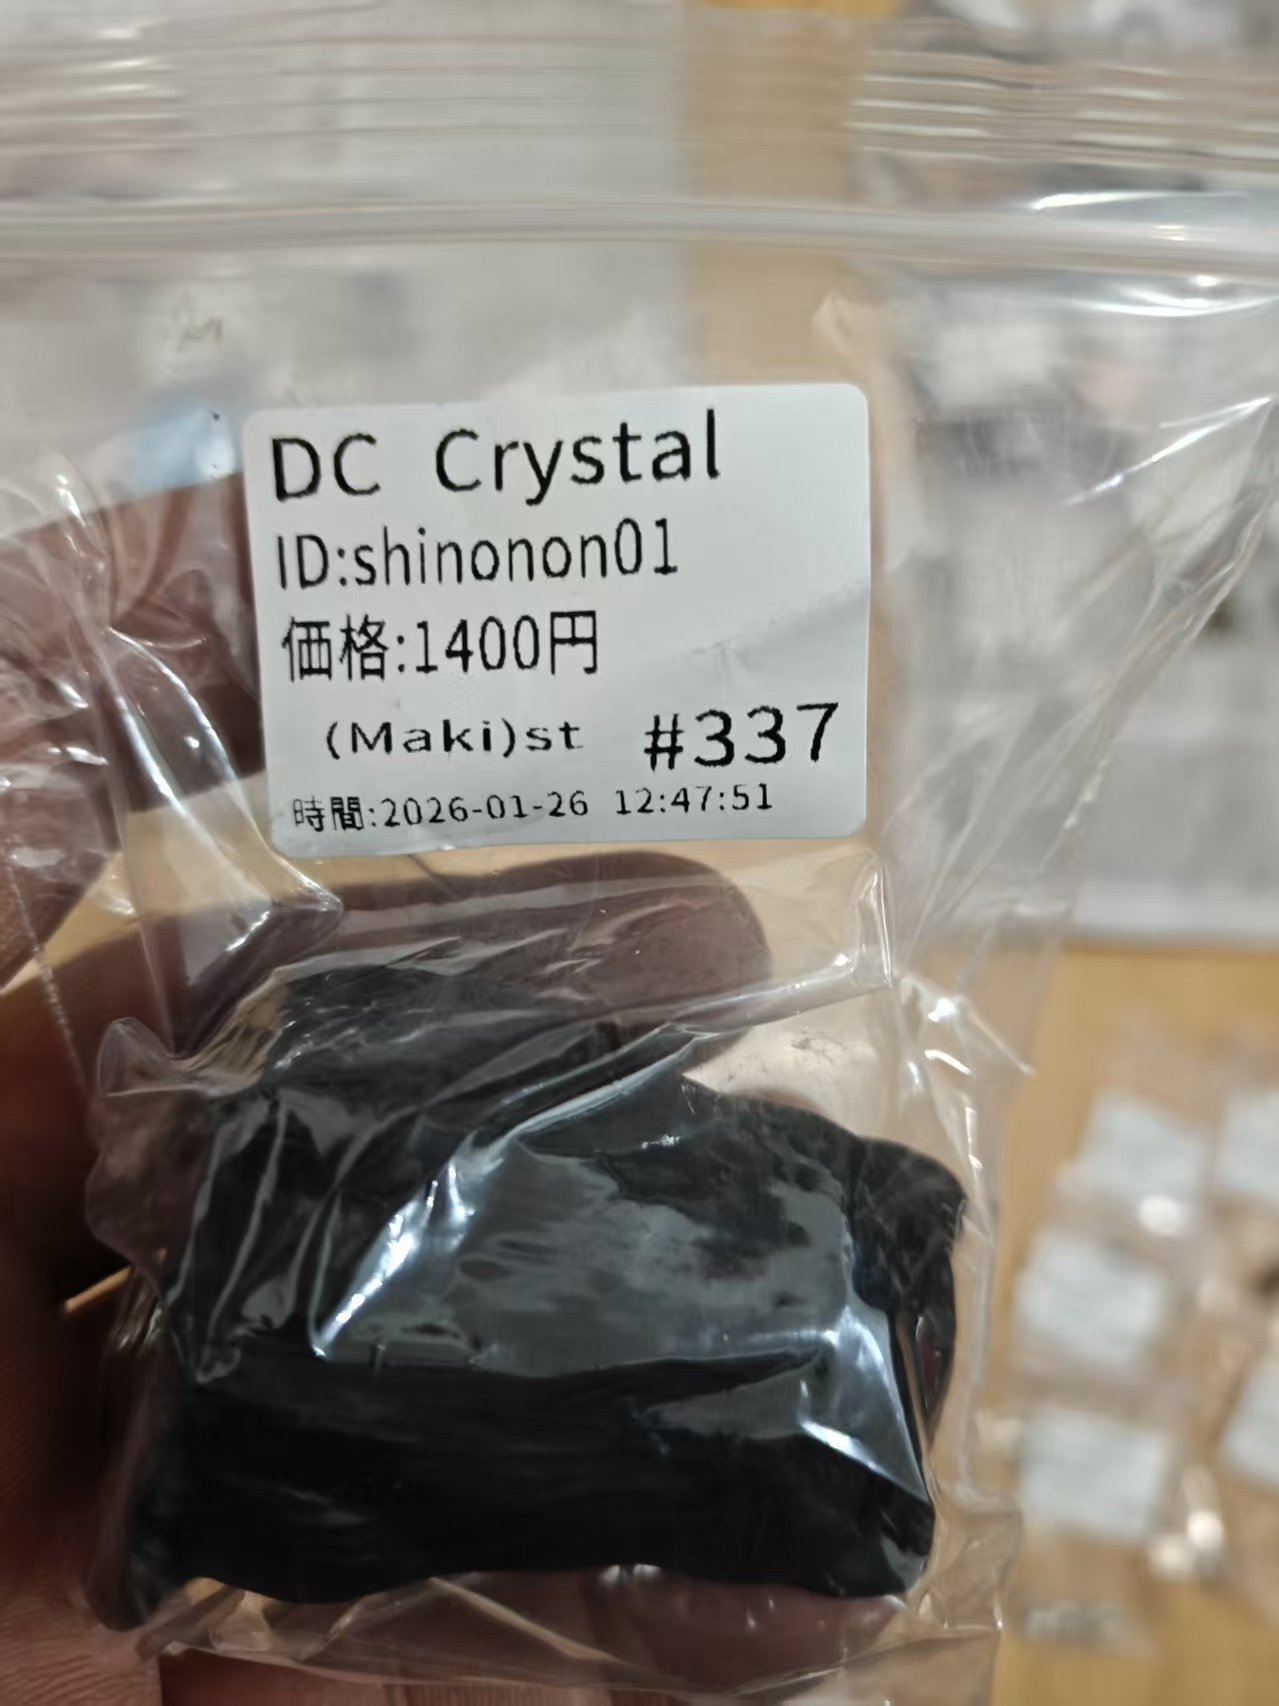 DC Crystal
ID:shinonon01
価格:1400円
(Maki)st #337
時間:2026-01-26 12:47:51